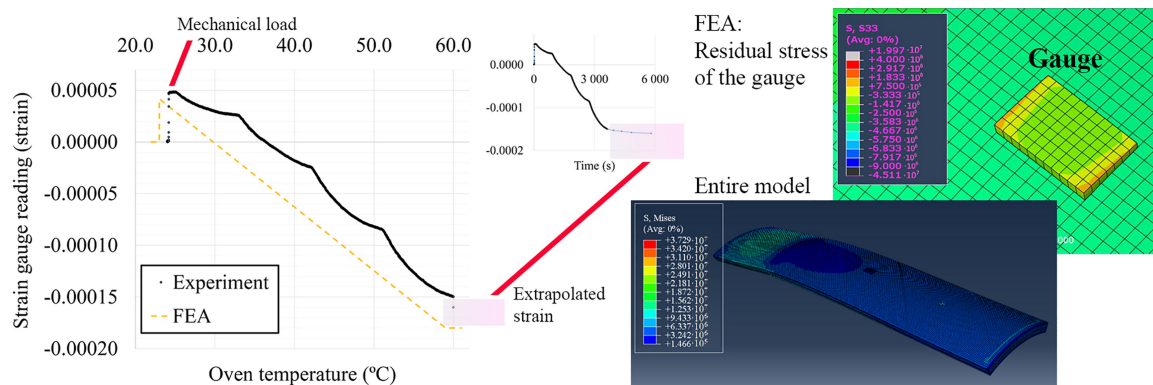 Mechanical load
20.0 30.0 40.0 50.0 60.0
0.00005
0.00000
-0.00005
-0.00010
-0.00015
-0.00020
Strain gauge reading (strain)
Oven temperature (ºC)
Experiment
FEA
Extrapolated
strain
0 3 000 6 000
0.0000
-0.0001
-0.0002
Time (s)
FEA:
Residual stress
of the gauge
S, S33
(Avg: 0%)
+1.997·10⁷
+4.000·10⁶
+2.917·10⁶
+1.833·10⁶
+7.500·10⁵
-3.333·10⁵
-1.417·10⁶
-2.500·10⁶
-3.583·10⁶
-4.667·10⁶
-5.750·10⁶
-6.833·10⁶
-7.917·10⁶
-9.000·10⁶
-4.511·10⁷
Gauge
Entire model
S, Mises
(Avg: 0%)
+3.729·10⁷
+3.420·10⁷
+3.110·10⁷
+2.801·10⁷
+2.491·10⁷
+2.181·10⁷
+1.872·10⁷
+1.562·10⁷
+1.253·10⁷
+9.433·10⁶
+6.337·10⁶
+3.242·10⁶
+1.466·10⁵